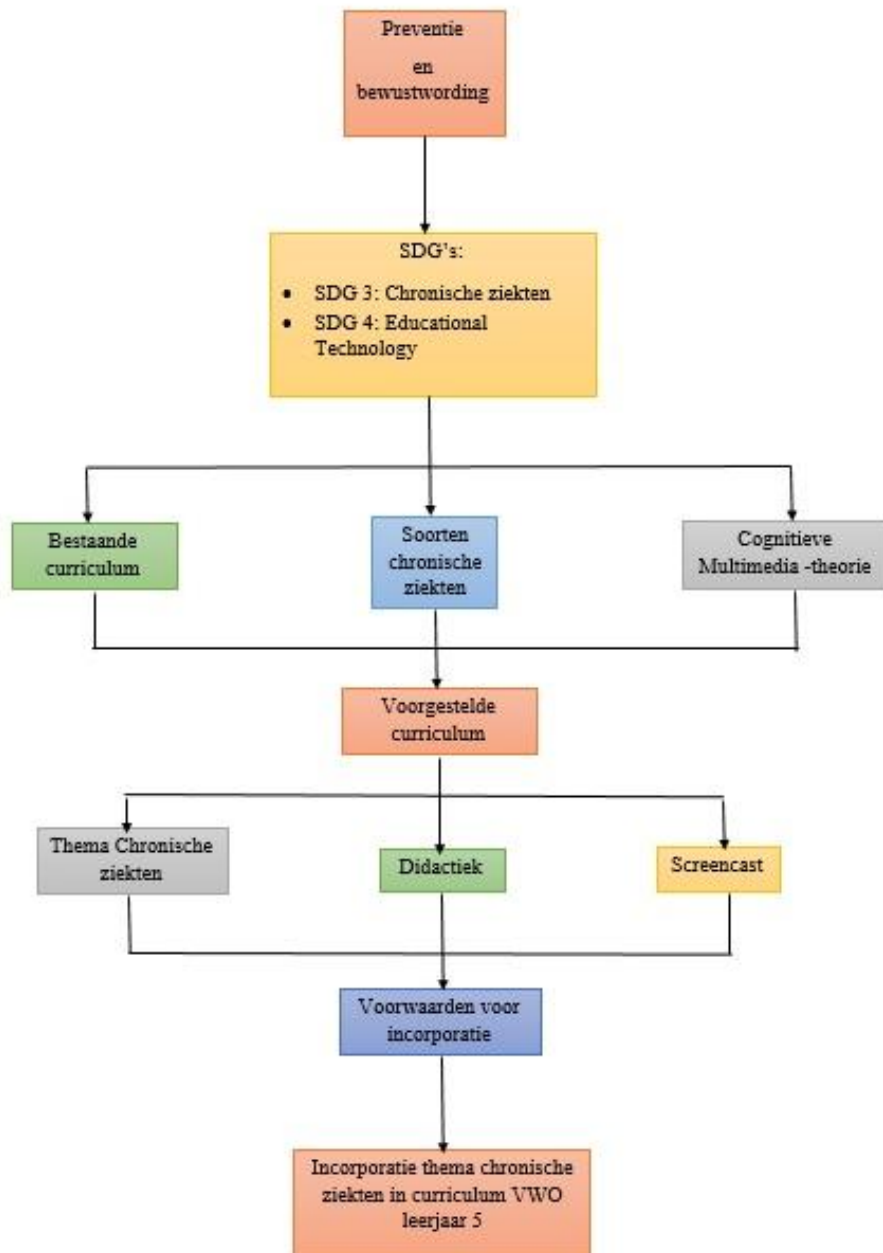 Preventie
en
bewustwording
SDG's:
• SDG 3: Chronische ziekten
• SDG 4: Educational
Technology
Bestaande
curriculum
Soorten
chronische
ziekten
Cognitieve
Multimedia -theorie
Voorgestelde
curriculum
Thema Chronische
ziekten
Didactiek
Screencast
Voorwaarden voor
incorporatie
Incorporatie thema chronische
ziekten in curriculum VWO
leerjaar 5